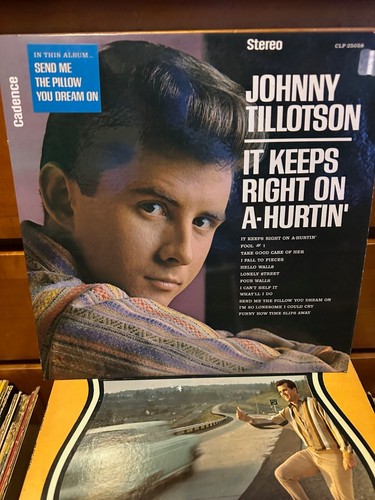 Cadence
IN THIS ALBUM...
SEND ME
THE PILLOW
YOU DREAM ON
Stereo
CLP 25058
JOHNNY
TILLOTSON
IT KEEPS
RIGHT ON
A-HURTIN'
IT KEEPS RIGHT ON A-HURTIN'
FOOL # 1
TAKE GOOD CARE OF HER
I FALL TO PIECES
HELLO WALLS
LONELY STREET
FOUR WALLS
I CAN'T HELP IT
WHAT'LL I DO
SEND ME THE PILLOW YOU DREAM ON
I'M SO LONESOME I COULD CRY
FUNNY HOW TIME SLIPS AWAY